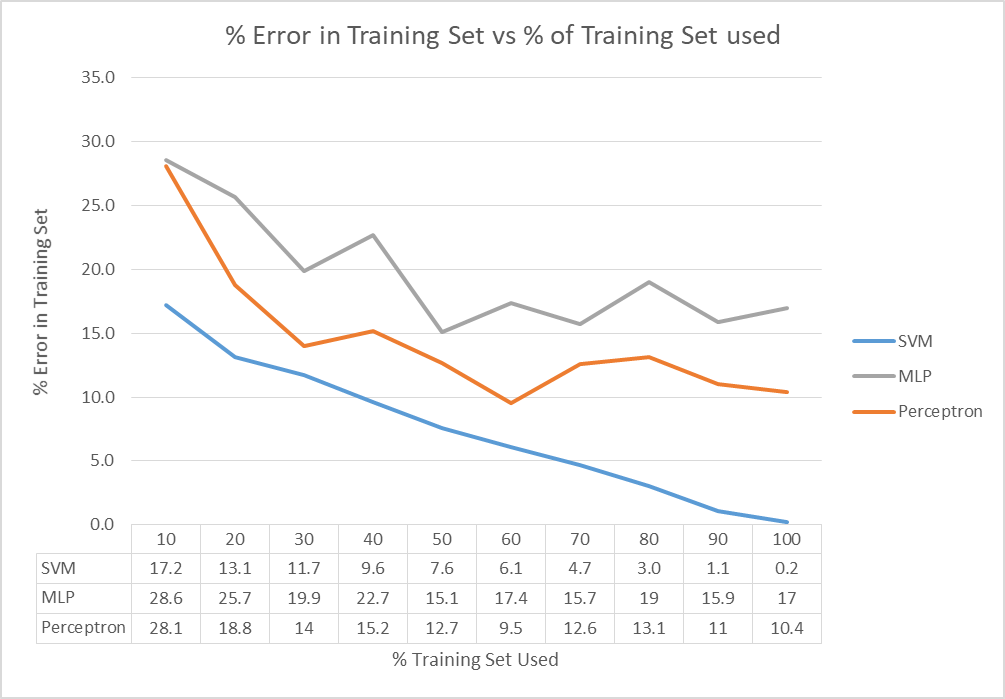 % Error in Training Set vs % of Training Set used
35.0
30.0
25.0
20.0
15.0
10.0
5.0
0.0
% Error in Training Set
SVM
MLP
Perceptron
10 20 30 40 50 60 70 80 90 100
SVM 17.2 13.1 11.7 9.6 7.6 6.1 4.7 3.0 1.1 0.2
MLP 28.6 25.7 19.9 22.7 15.1 17.4 15.7 19 15.9 17
Perceptron 28.1 18.8 14 15.2 12.7 9.5 12.6 13.1 11 10.4
% Training Set Used